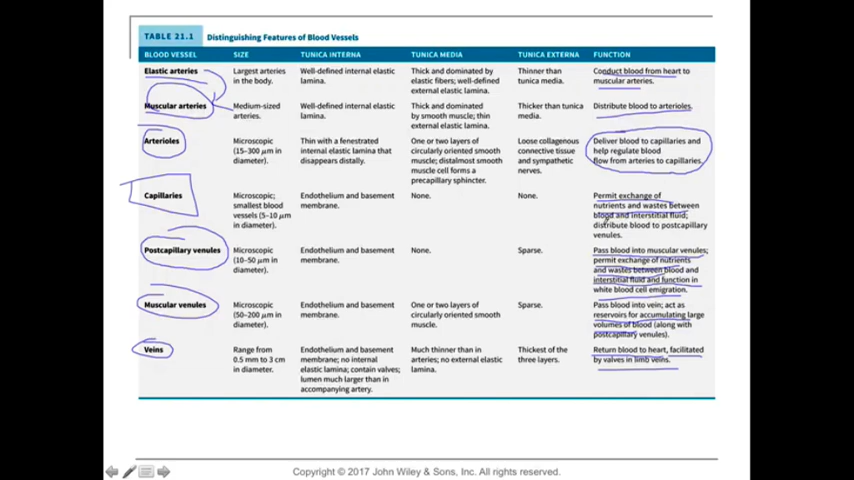 TABLE 21.1 Distinguishing Features of Blood Vessels
BLOOD VESSEL SIZE TUNICA INTERNA TUNICA MEDIA TUNICA EXTERNA FUNCTION
Elastic arteries Largest arteries Well-defined internal elastic Thick and dominated by Thinner than Conduct blood from heart to
in the body. lamina. elastic fibers; well-defined tunica media. muscular arteries.
external elastic lamina.
Muscular arteries Medium-sized Well-defined internal elastic Thick and dominated Thicker than tunica Distribute blood to arterioles.
arteries. lamina. by smooth muscle; thin media.
external elastic lamina.
Arterioles Microscopic Thin with a fenestrated One or two layers of Loose collagenous Deliver blood to capillaries and
(15–300 μm in internal elastic lamina that circularly oriented smooth connective tissue help regulate blood
diameter). disappears distally. muscle; distalmost smooth and sympathetic flow from arteries to capillaries.
muscle cell forms a nerves.
precapillary sphincter.
Capillaries Microscopic; Endothelium and basement None. None. Permit exchange of
smallest blood membrane. nutrients and wastes between
vessels (5–10 μm blood and interstitial fluid;
in diameter). distribute blood to postcapillary
venules.
Postcapillary venules Microscopic Endothelium and basement None. Sparse. Pass blood into muscular venules;
(10–50 μm in membrane. permit exchange of nutrients
diameter). and wastes between blood and
interstitial fluid and function in
white blood cell emigration.
Muscular venules Microscopic Endothelium and basement One or two layers of Sparse. Pass blood into vein; act as
(50–200 μm in membrane. circularly oriented smooth reservoirs for accumulating large
diameter). muscle. volumes of blood (along with
postcapillary venules).
Veins Range from Endothelium and basement Much thinner than in Thickest of the Return blood to heart, facilitated
0.5 mm to 3 cm membrane; no internal arteries; no external elastic three layers. by valves in limb veins.
in diameter. elastic lamina; contain valves; lamina.
lumen much larger than in
accompanying artery.
Copyright © 2017 John Wiley & Sons, Inc. All rights reserved.